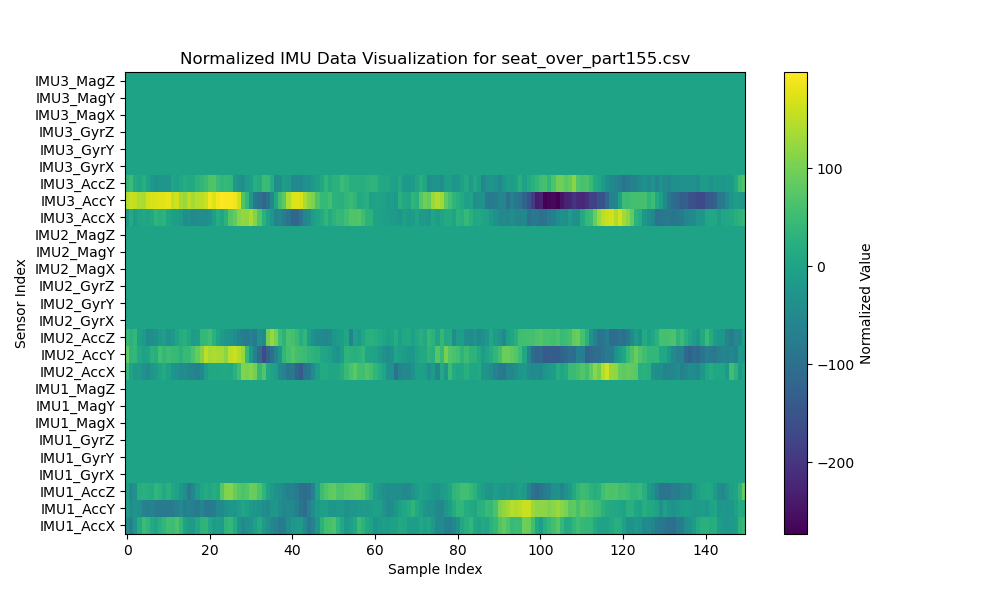 Normalized IMU Data Visualization for seat_over_part155.csv
IMU3_MagZ
IMU3_MagY
IMU3_MagX
IMU3_GyrZ
IMU3_GyrY
IMU3_GyrX
IMU3_AccZ
IMU3_AccY
IMU3_AccX
IMU2_MagZ
IMU2_MagY
IMU2_MagX
IMU2_GyrZ
IMU2_GyrY
IMU2_GyrX
IMU2_AccZ
IMU2_AccY
IMU2_AccX
IMU1_MagZ
IMU1_MagY
IMU1_MagX
IMU1_GyrZ
IMU1_GyrY
IMU1_GyrX
IMU1_AccZ
IMU1_AccY
IMU1_AccX
Sensor Index
0 20 40 60 80 100 120 140
Sample Index
100
0
−100
−200
Normalized Value